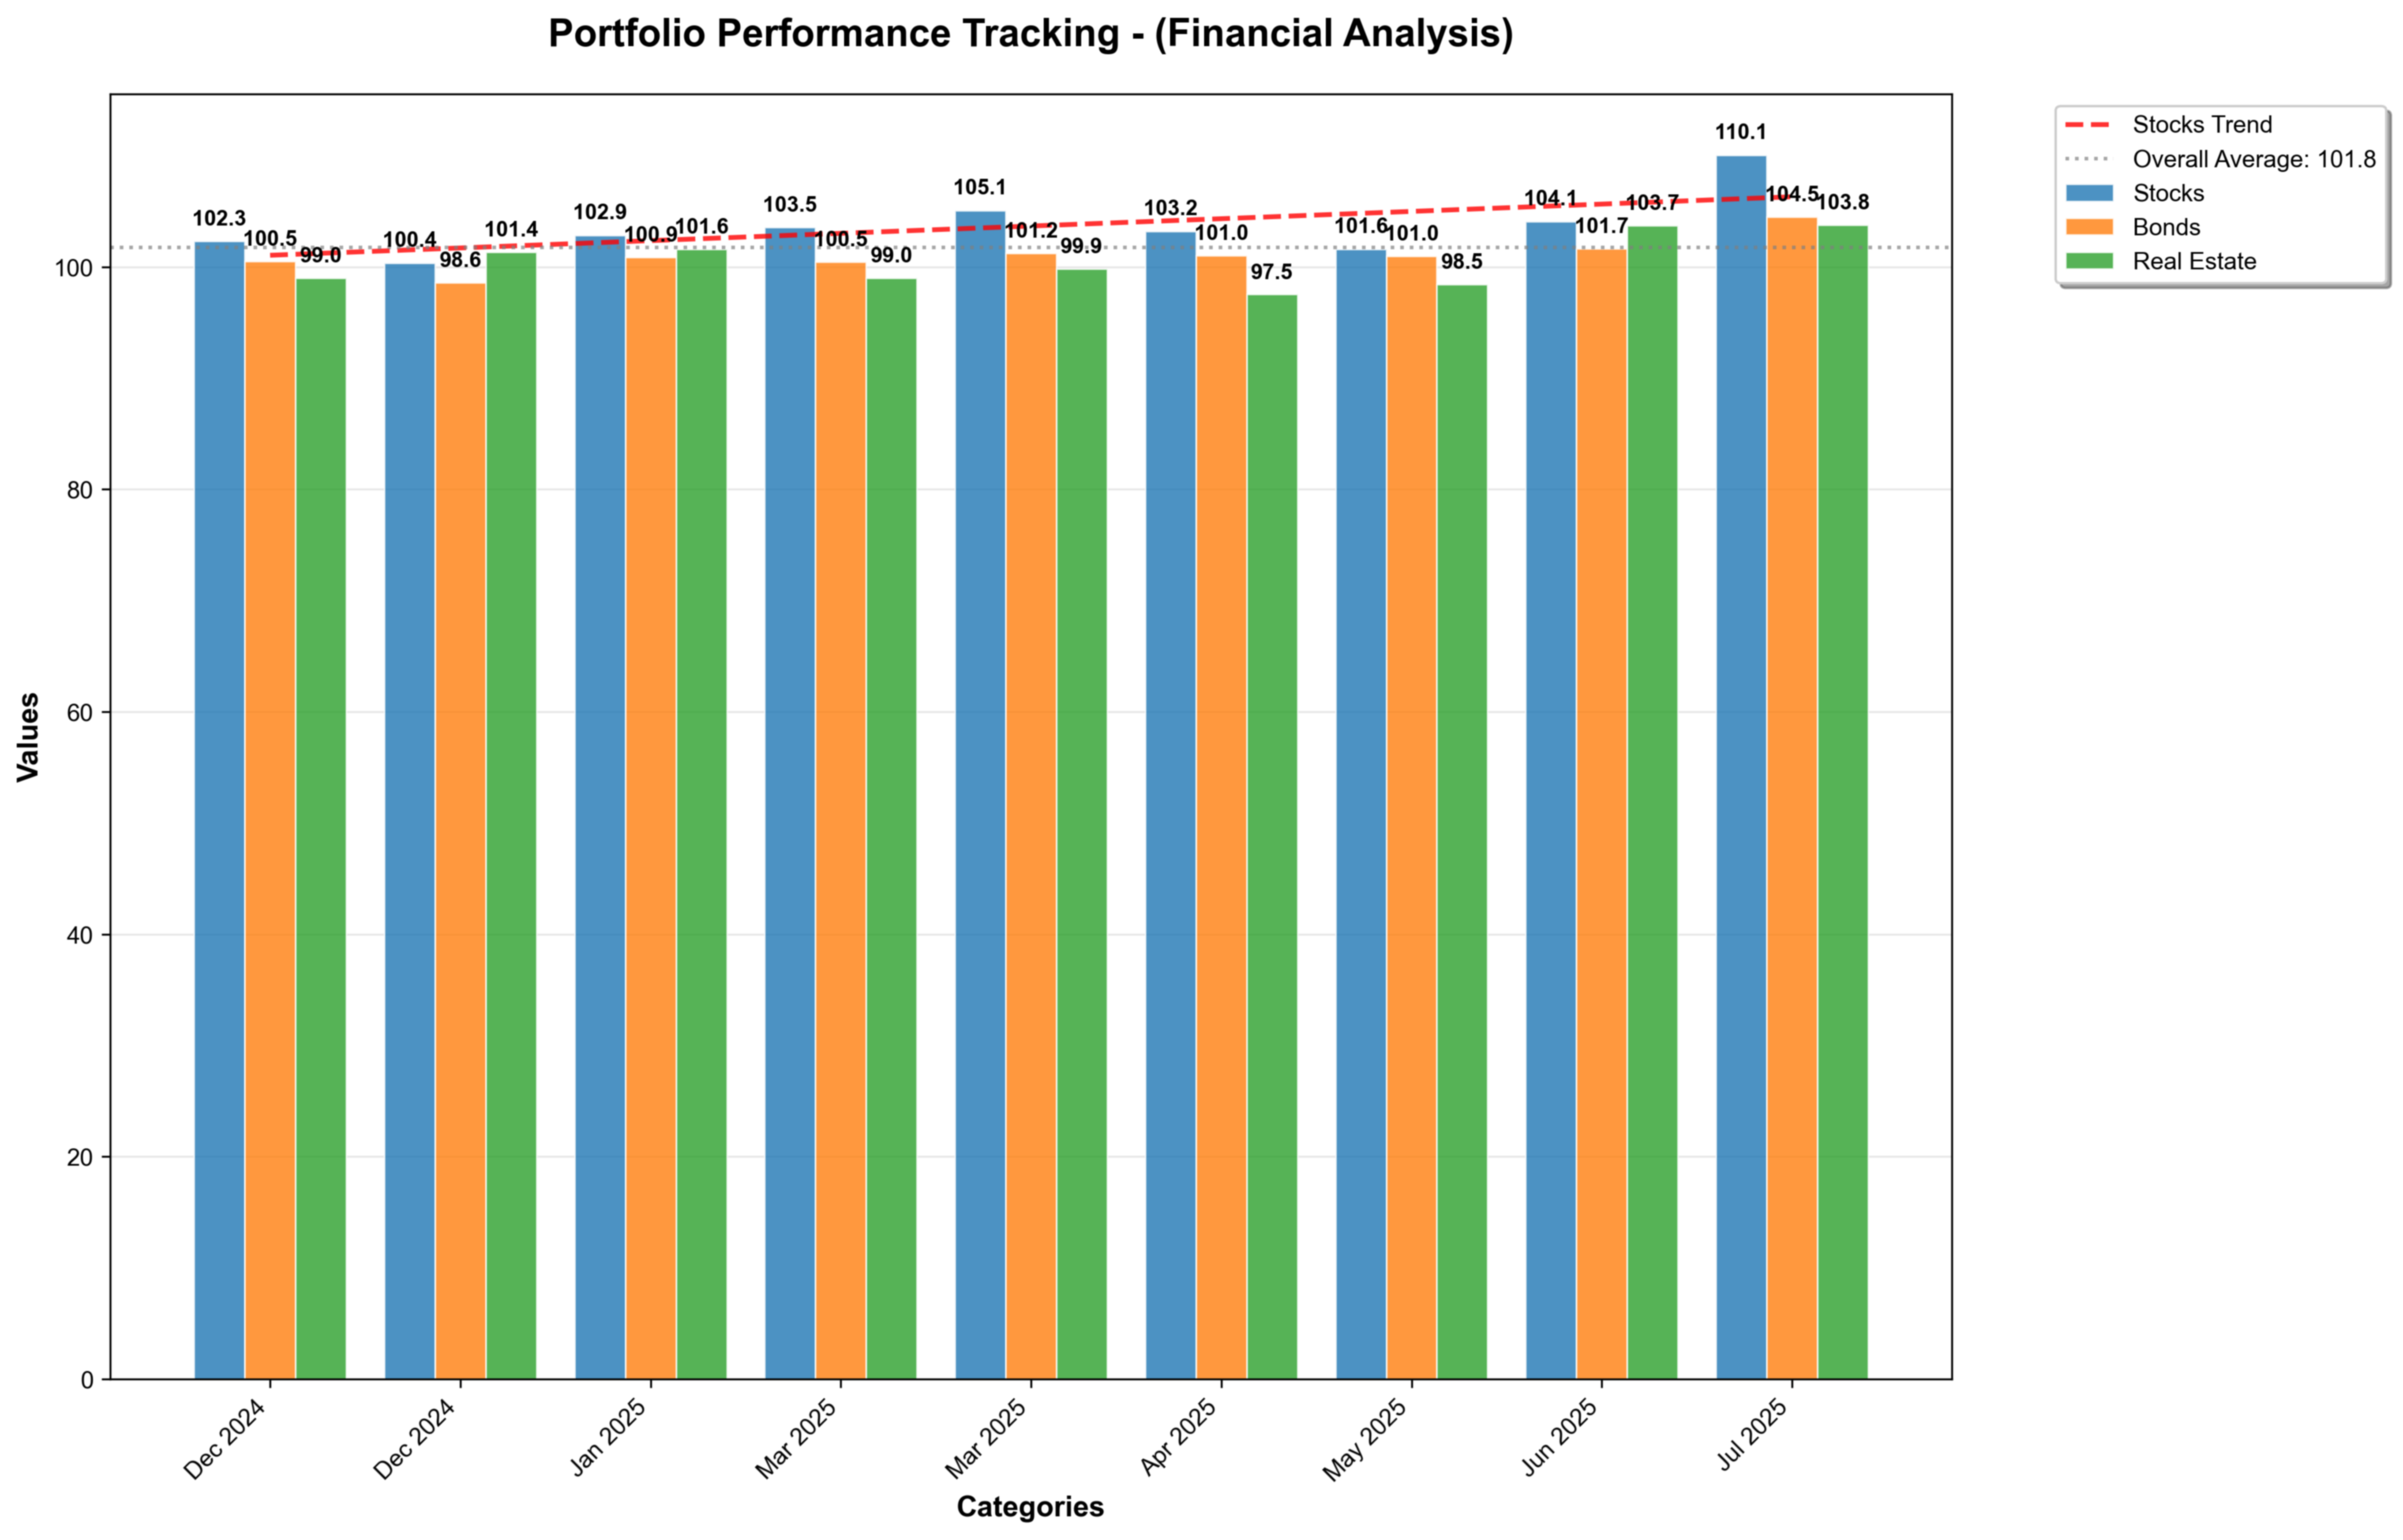 Portfolio Performance Tracking - (Financial Analysis)
Stocks Trend
Overall Average: 101.8
Stocks
Bonds
Real Estate
Values
100
80
60
40
20
0
102.3
100.5
99.0
100.4
98.6
101.4
102.9
100.9
101.6
103.5
100.5
99.0
105.1
101.2
99.9
103.2
101.0
97.5
101.6
101.0
98.5
104.1
101.7
103.7
110.1
104.5
103.8
Dec 2024
Dec 2024
Jan 2025
Mar 2025
Mar 2025
Apr 2025
May 2025
Jun 2025
Jul 2025
Categories